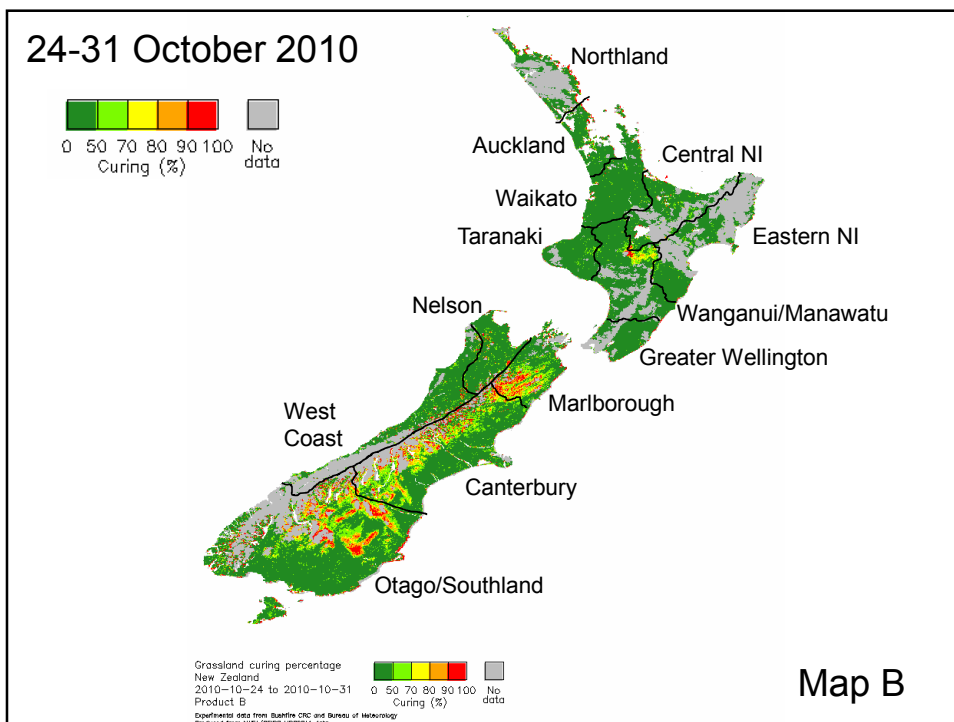 24-31 October 2010
0 50 70 80 90 100
Curing (%)
No
data
Northland
Auckland
Central NI
Waikato
Taranaki
Eastern NI
Nelson
Wanganui/Manawatu
Greater Wellington
Marlborough
West
Coast
Canterbury
Otago/Southland
Grassland curing percentage
New Zealand
2010-10-24 to 2010-10-31
Product B
0 50 70 80 90 100
Curing (%)
No
data
Experimental data from Bushfire CRC and Bureau of Meteorology
Map B